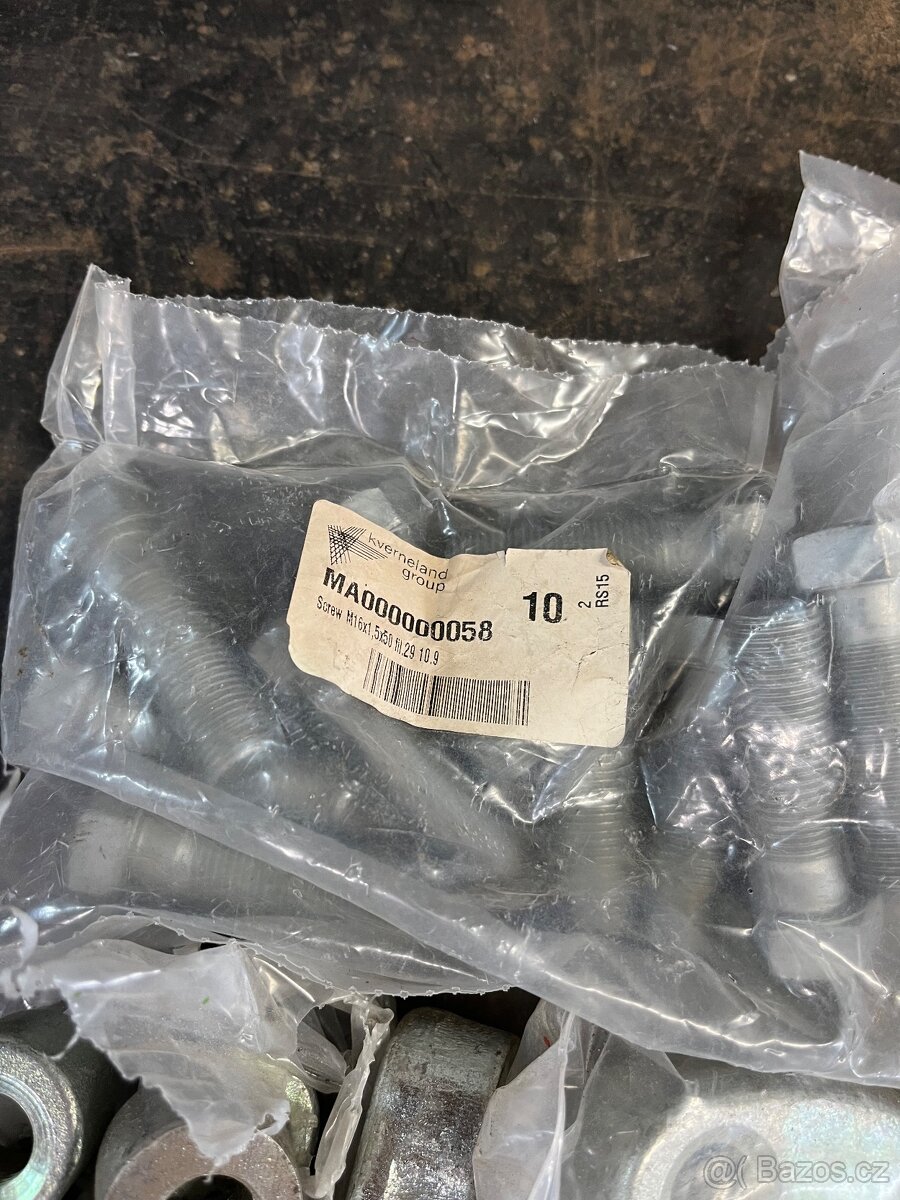 kverneland
group
MA000000058
10
2
RS15
Screw M16x1,5x50 fil.29 10.9
Bazos.cz